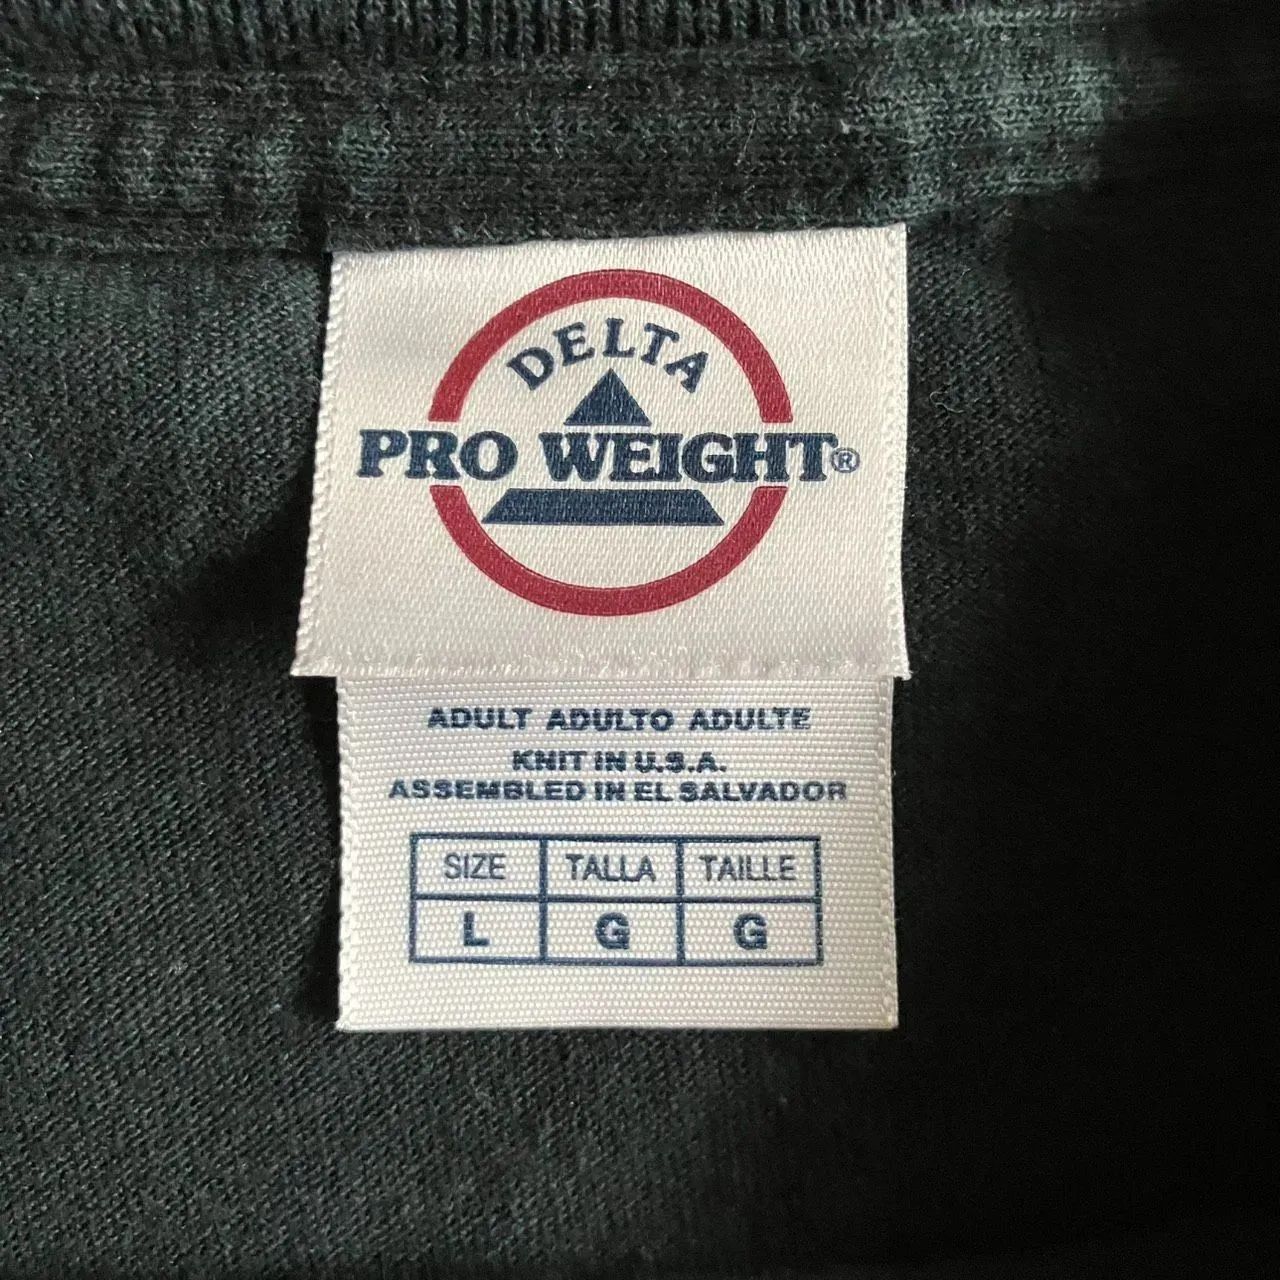 DELTA
PRO WEIGHT®
ADULT ADULTO ADULTE
KNIT IN U.S.A.
ASSEMBLED IN EL SALVADOR
SIZE TALLA TAILLE
L G G